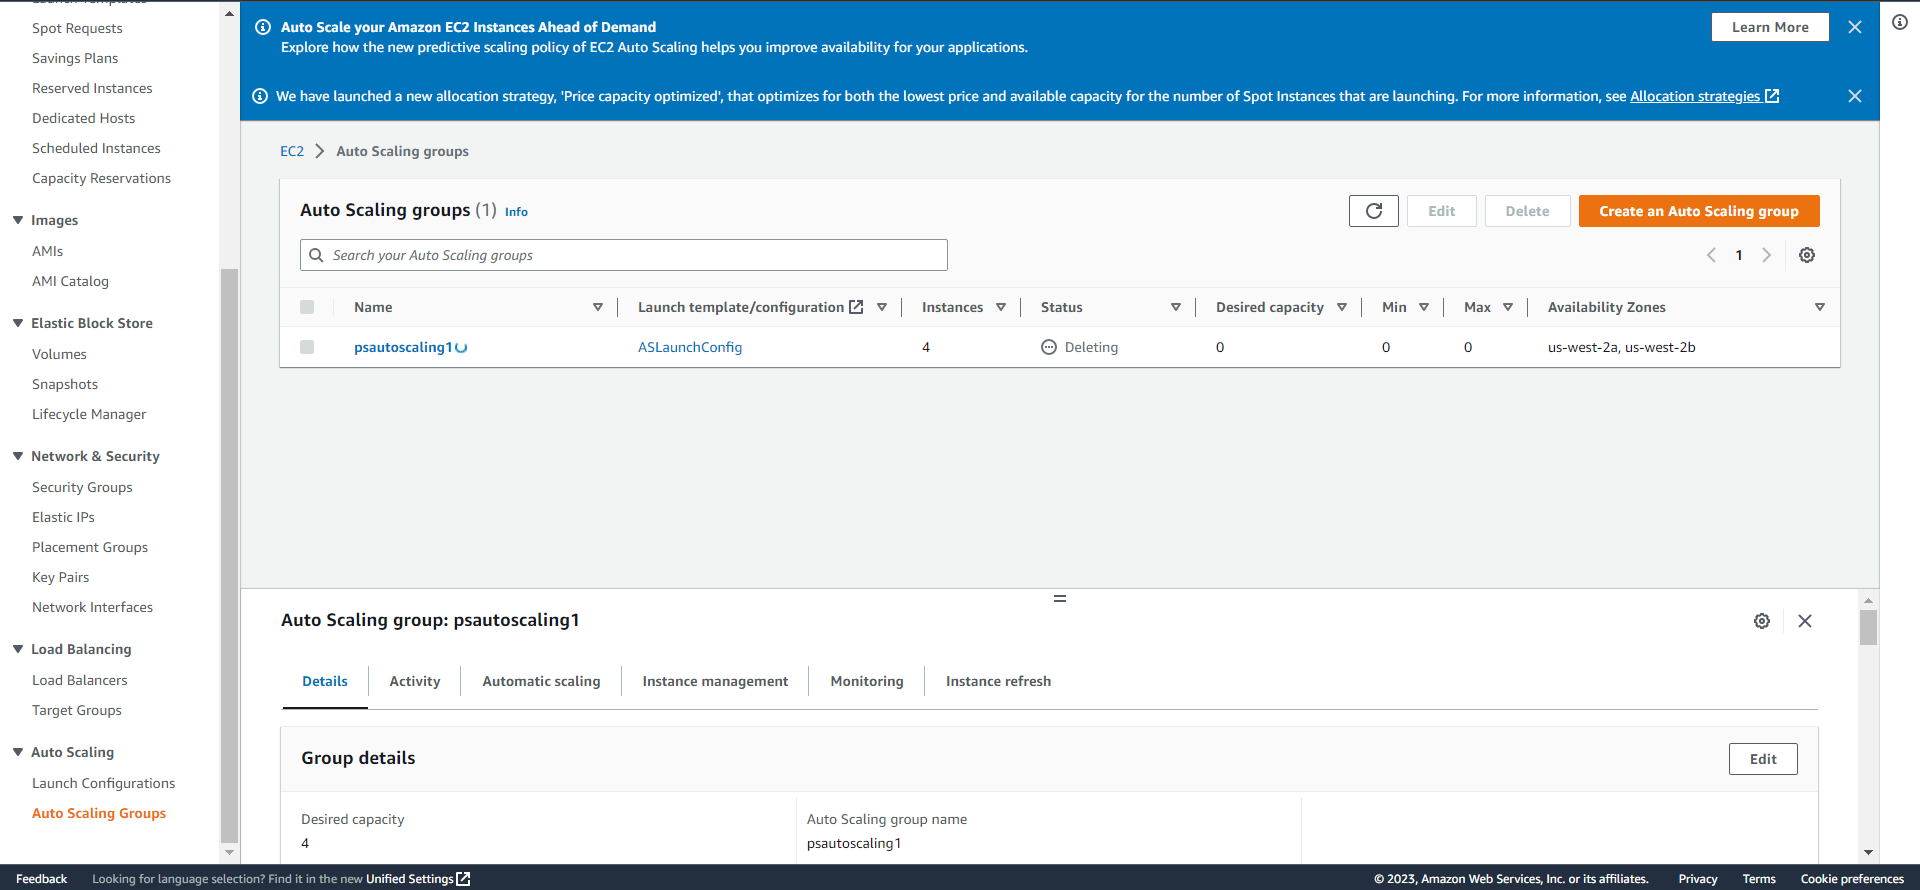 Spot Requests
Savings Plans
Reserved Instances
Dedicated Hosts
Scheduled Instances
Capacity Reservations
Images
AMIs
AMI Catalog
Elastic Block Store
Volumes
Snapshots
Lifecycle Manager
Network & Security
Security Groups
Elastic IPs
Placement Groups
Key Pairs
Network Interfaces
Load Balancing
Load Balancers
Target Groups
Auto Scaling
Launch Configurations
Auto Scaling Groups
Auto Scale your Amazon EC2 Instances Ahead of Demand
Explore how the new predictive scaling policy of EC2 Auto Scaling helps you improve availability for your applications.
Learn More
We have launched a new allocation strategy, 'Price capacity optimized', that optimizes for both the lowest price and available capacity for the number of Spot Instances that are launching. For more information, see Allocation strategies
EC2 Auto Scaling groups
Auto Scaling groups (1) Info
Edit Delete Create an Auto Scaling group
Search your Auto Scaling groups
1
Name Launch template/configuration Instances Status Desired capacity Min Max Availability Zones
psautoscaling1 ASLaunchConfig 4 Deleting 0 0 0 us-west-2a, us-west-2b
Auto Scaling group: psautoscaling1
Details Activity Automatic scaling Instance management Monitoring Instance refresh
Group details
Edit
Desired capacity Auto Scaling group name
4 psautoscaling1
Feedback Looking for language selection? Find it in the new Unified Settings © 2023, Amazon Web Services, Inc. or its affiliates. Privacy Terms Cookie preferences